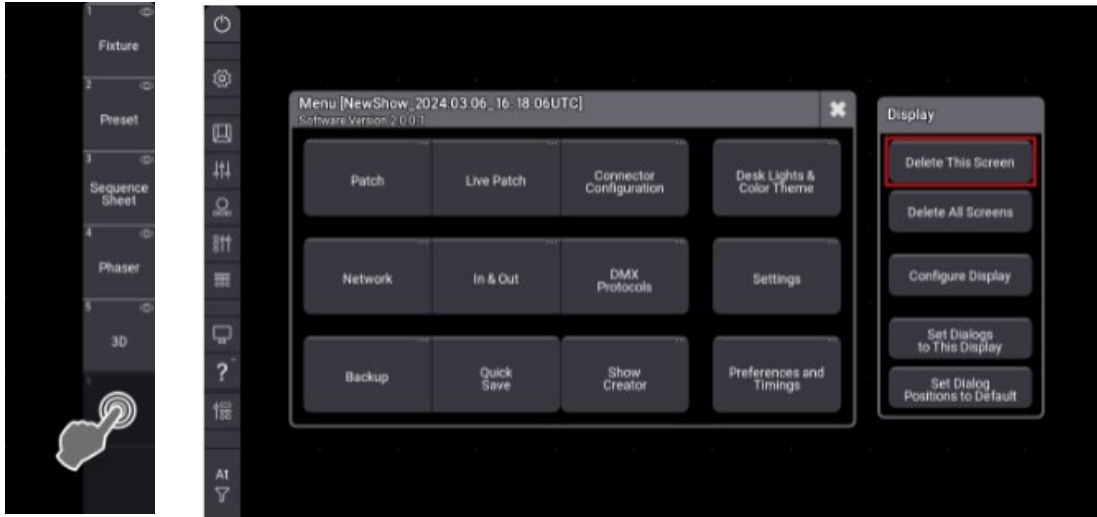 1
Fixture
2
Preset
3
Sequence
Sheet
4
Phaser
5
3D
?
At
Menu [NewShow_2024.03.06_16.18.06UTC]
Software Version 2.0.0.1
Patch
Live Patch
Connector
Configuration
Desk Lights &
Color Theme
Network
In & Out
DMX
Protocols
Settings
Backup
Quick
Save
Show
Creator
Preferences and
Timings
Display
Delete This Screen
Delete All Screens
Configure Display
Set Dialogs
to This Display
Set Dialog
Positions to Default